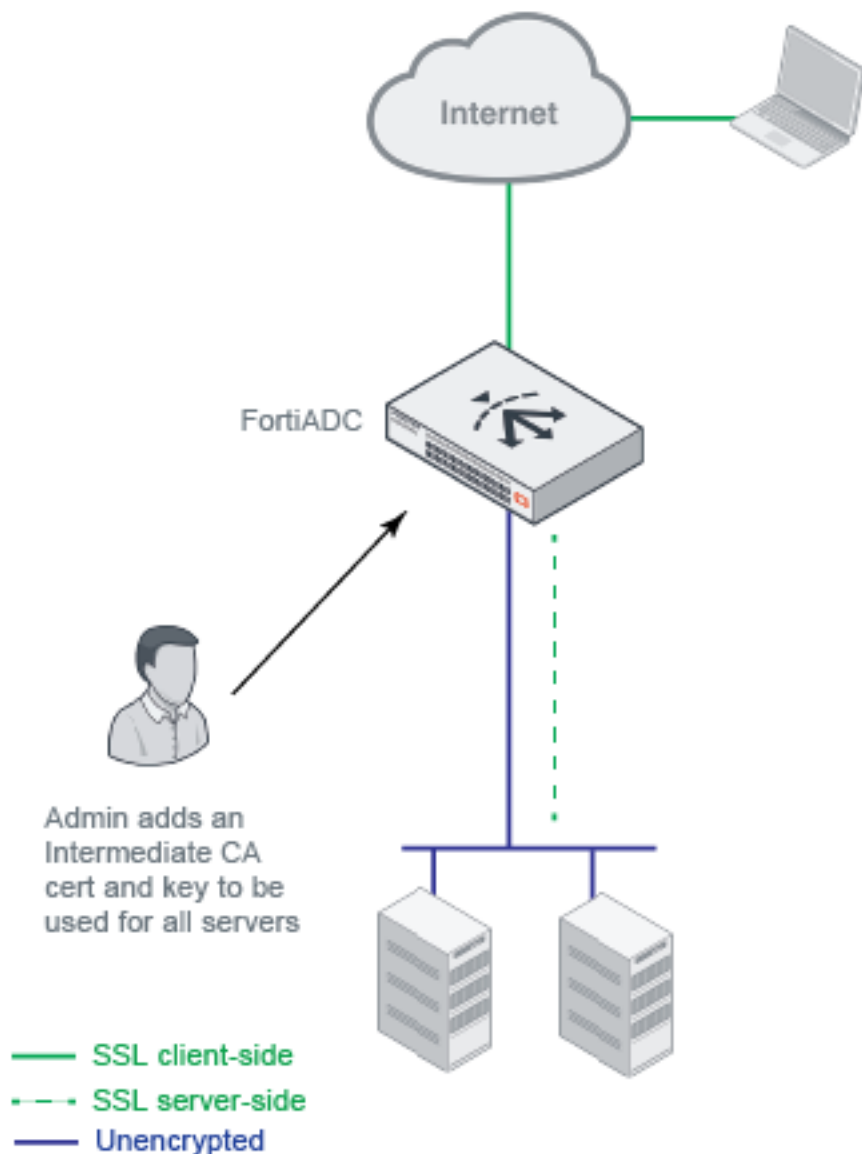 Internet
FortiADC
Admin adds an
Intermediate CA
cert and key to be
used for all servers
SSL client-side
SSL server-side
Unencrypted